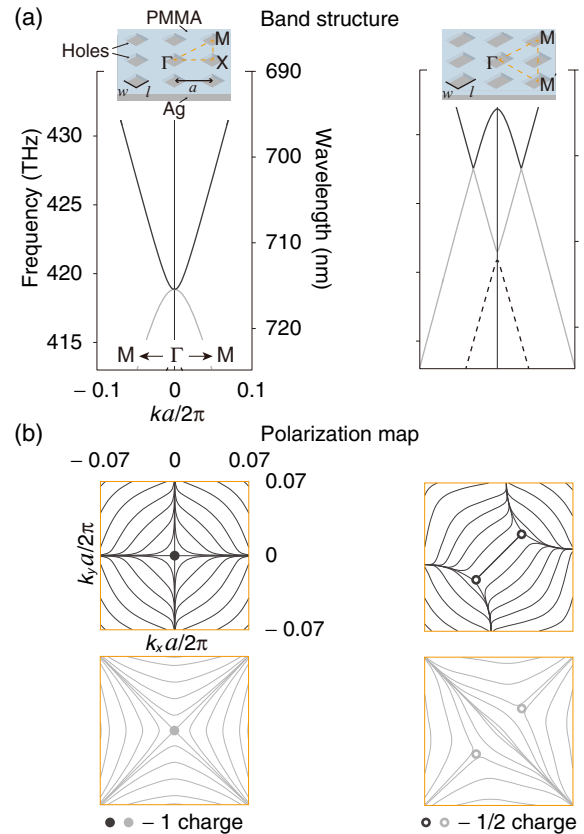 (a) Band structure
PMMA
Holes
M
Γ
X
w l a
Ag
M
Γ
M
w l
Frequency (THz)
430
425
420
415
Wavelength (nm)
690
700
710
720
M ← Γ → M
− 0.1 0 0.1
ka/2π
(b) Polarization map
− 0.07 0 0.07
0.07
0
− 0.07
kya/2π
kxa/2π
− 1 charge
− 1/2 charge